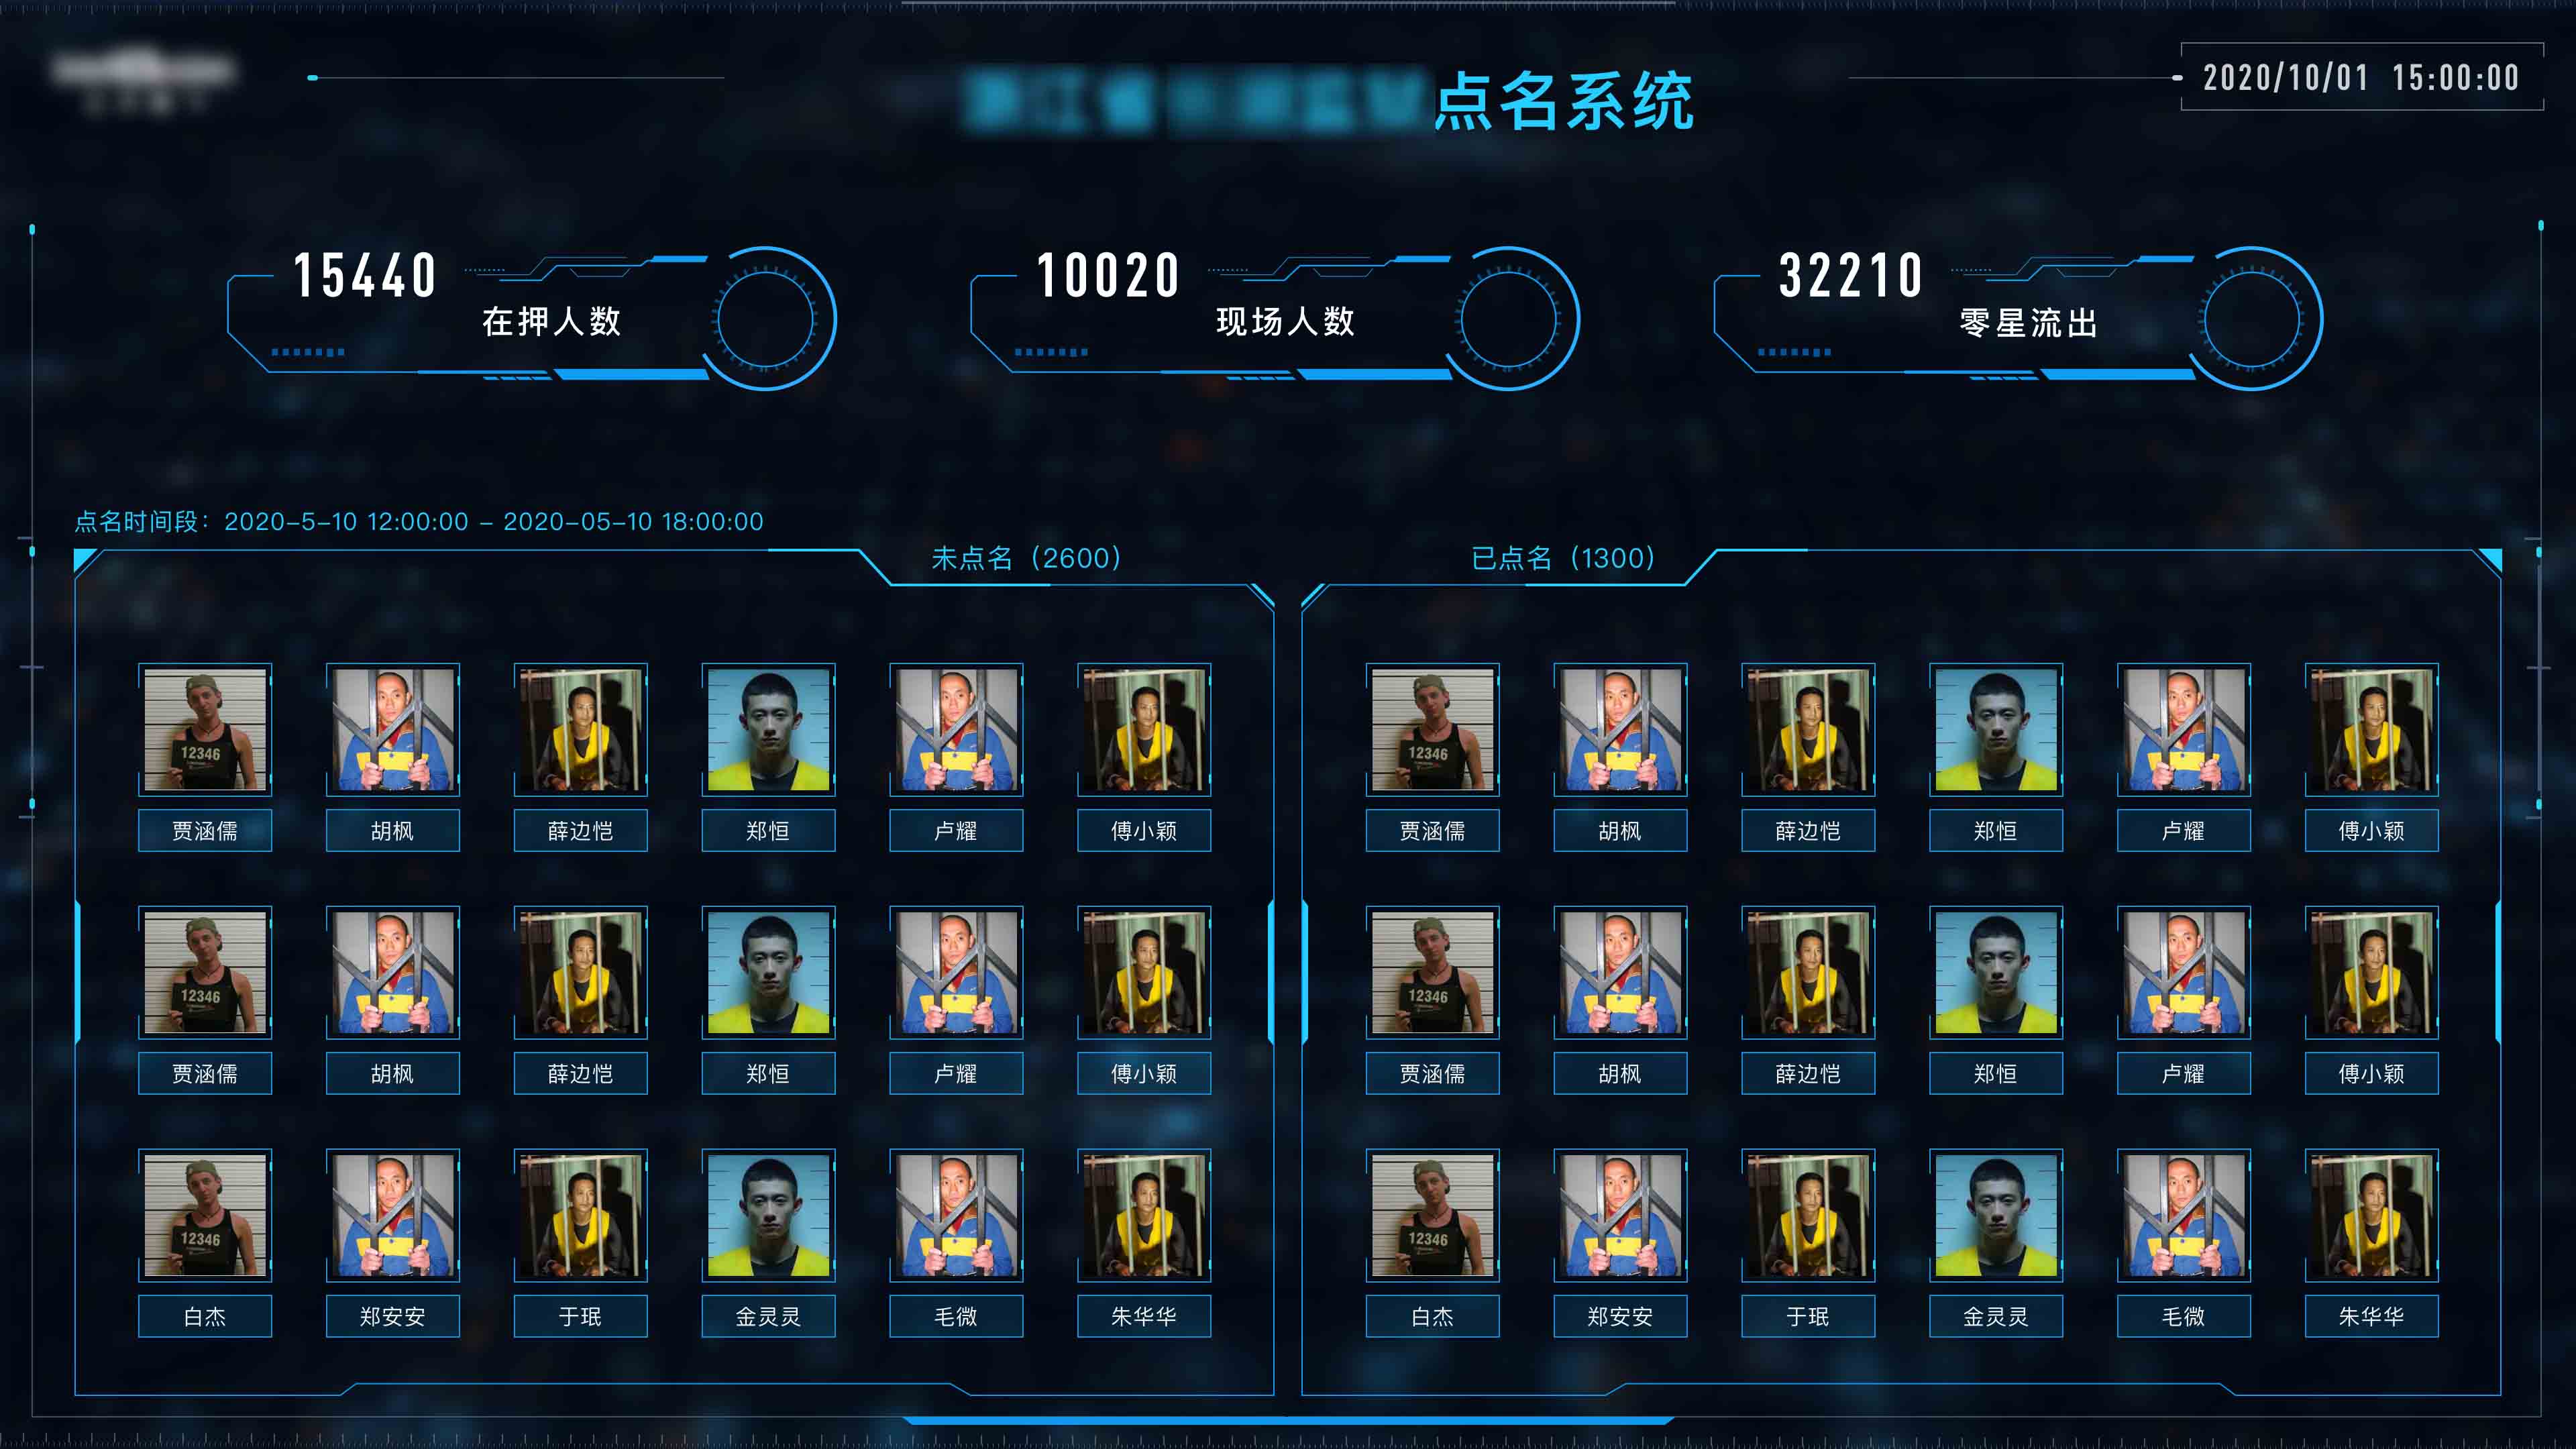 点名系统
2020/10/01 15:00:00
15440
在押人数
10020
现场人数
32210
零星流出
点名时间段：2020-5-10 12:00:00 - 2020-05-10 18:00:00
未点名（2600）
12346
12346
12346
贾涵儒 胡枫 薛边恺 郑恒 卢耀 傅小颖
贾涵儒 胡枫 薛边恺 郑恒 卢耀 傅小颖
白杰 郑安安 于珉 金灵灵 毛微 朱华华
已点名（1300）
12346
12346
12346
贾涵儒 胡枫 薛边恺 郑恒 卢耀 傅小颖
贾涵儒 胡枫 薛边恺 郑恒 卢耀 傅小颖
白杰 郑安安 于珉 金灵灵 毛微 朱华华